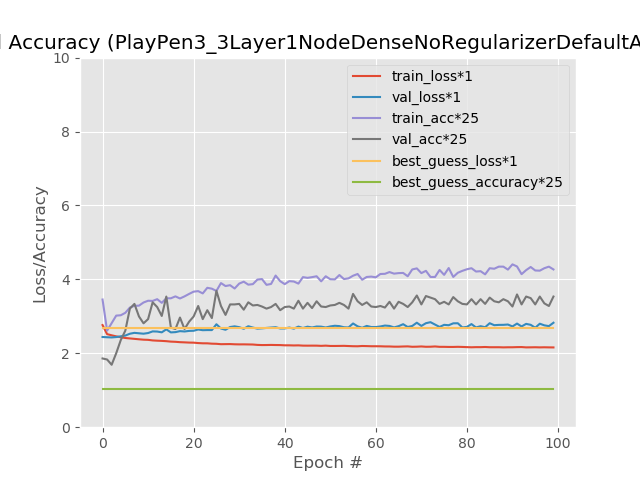 Accuracy (PlayPen3_3Layer1NodeDenseNoRegularizerDefaultA
10
8
6
4
2
0
Loss/Accuracy
train_loss*1
val_loss*1
train_acc*25
val_acc*25
best_guess_loss*1
best_guess_accuracy*25
0 20 40 60 80 100
Epoch #